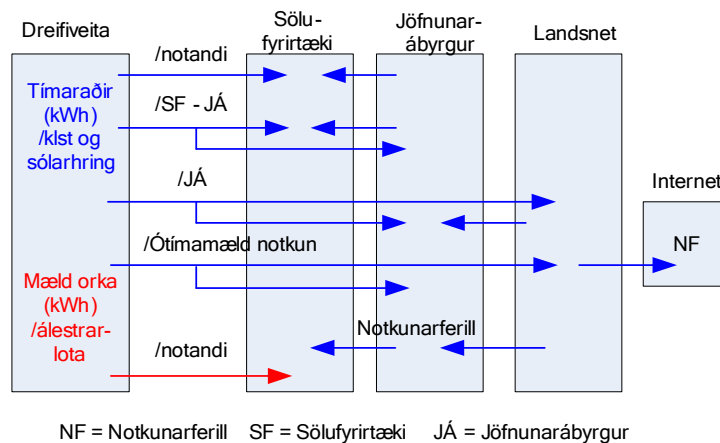 Dreifiveita
Sölu-
fyrirtæki
Jöfnunar-
ábyrgur
Landsnet
Internet
Tímaraðir
(kWh)
/klst og
sólarhring
/notandi
/SF - JÁ
/JÁ
/Ótímamæld notkun
NF
Mæld orka
(kWh)
/álestrar-
lota
Notkunarferill
/notandi
NF = Notkunarferill SF = Sölufyrirtæki JÁ = Jöfnunarábyrgur